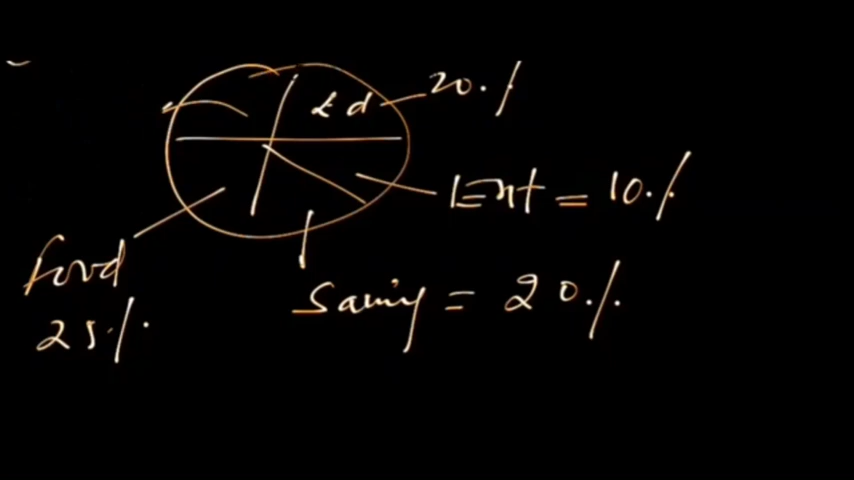 Ed 20%
Ent = 10%
Food
25%
Saving = 20%